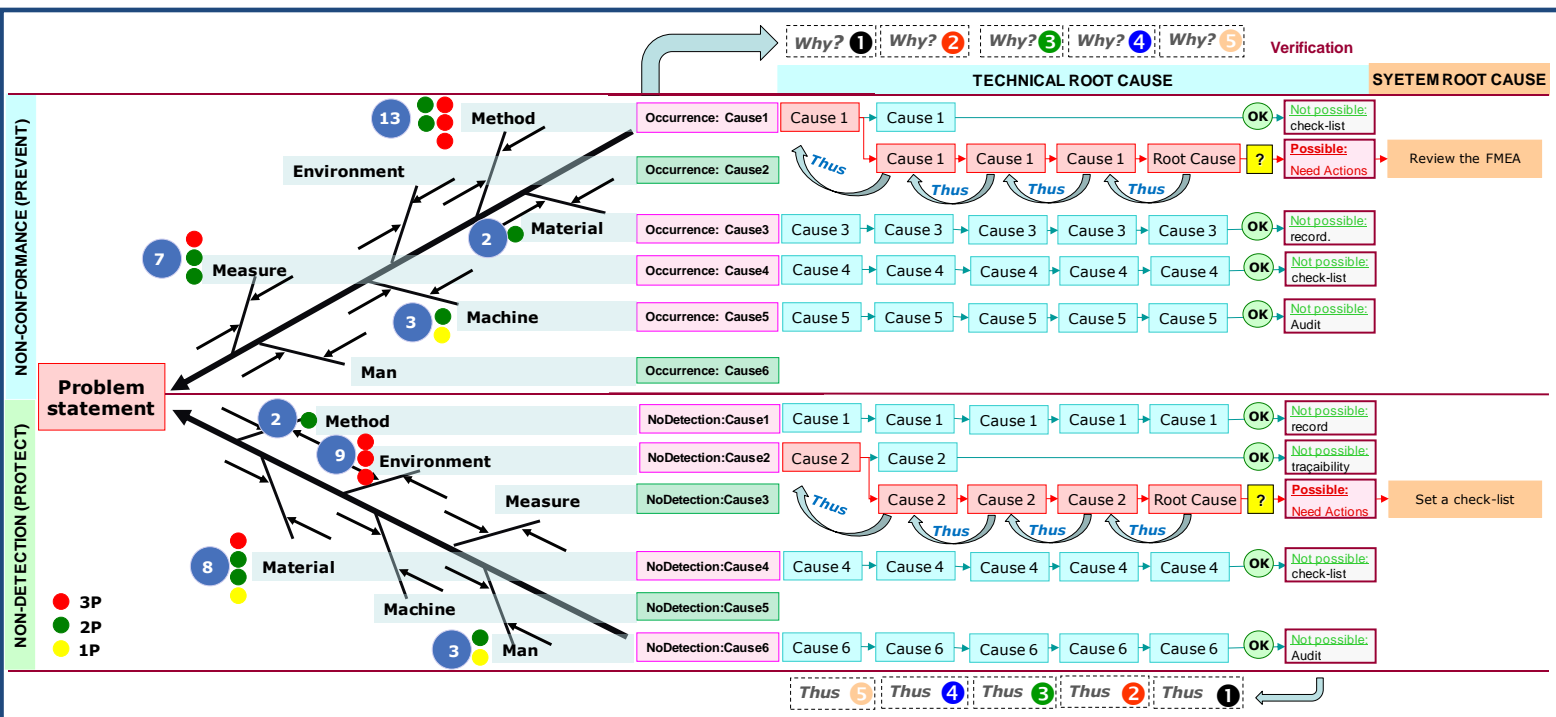 Why? 1 Why? 2 Why? 3 Why? 4 Why? 5
Verification
TECHNICAL ROOT CAUSE
SYETEM ROOT CAUSE
NON-CONFORMANCE (PREVENT)
13 Method
Occurrence: Cause1
Cause 1 Cause 1
OK
Not possible:
check-list
Environment
Occurrence: Cause2
Thus
Cause 1 Cause 1 Cause 1 Root Cause
?
Possible:
Need Actions
Review the FMEA
Thus Thus Thus
2 Material
Occurrence: Cause3
Cause 3 Cause 3 Cause 3 Cause 3 Cause 3
OK
Not possible:
record.
7 Measure
Occurrence: Cause4
Cause 4 Cause 4 Cause 4 Cause 4 Cause 4
OK
Not possible:
check-list
3 Machine
Occurrence: Cause5
Cause 5 Cause 5 Cause 5 Cause 5 Cause 5
OK
Not possible:
Audit
Man
Occurrence: Cause6
Problem
statement
NON-DETECTION (PROTECT)
2 Method
NoDetection:Cause1
Cause 1 Cause 1 Cause 1 Cause 1 Cause 1
OK
Not possible:
record
9 Environment
NoDetection:Cause2
Cause 2 Cause 2
OK
Not possible:
traçaibility
Measure
NoDetection:Cause3
Thus
Cause 2 Cause 2 Cause 2 Root Cause
?
Possible:
Need Actions
Set a check-list
Thus Thus Thus
8 Material
NoDetection:Cause4
Cause 4 Cause 4 Cause 4 Cause 4 Cause 4
OK
Not possible:
check-list
Machine
NoDetection:Cause5
3 Man
NoDetection:Cause6
Cause 6 Cause 6 Cause 6 Cause 6 Cause 6
OK
Not possible:
Audit
3P
2P
1P
Thus 5 Thus 4 Thus 3 Thus 2 Thus 1